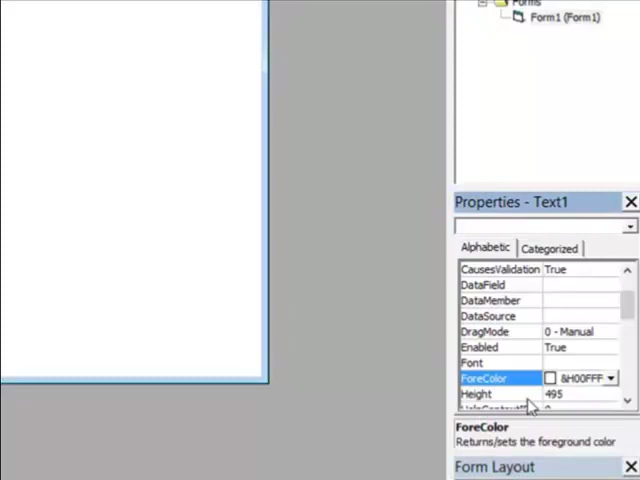 Forms
Form1 (Form1)
Properties - Text1
Alphabetic Categorized
CausesValidation True
DataField
DataMember
DataSource
DragMode 0 - Manual
Enabled True
Font
ForeColor &H00FFF
Height 495
ForeColor
Returns/sets the foreground color
Form Layout